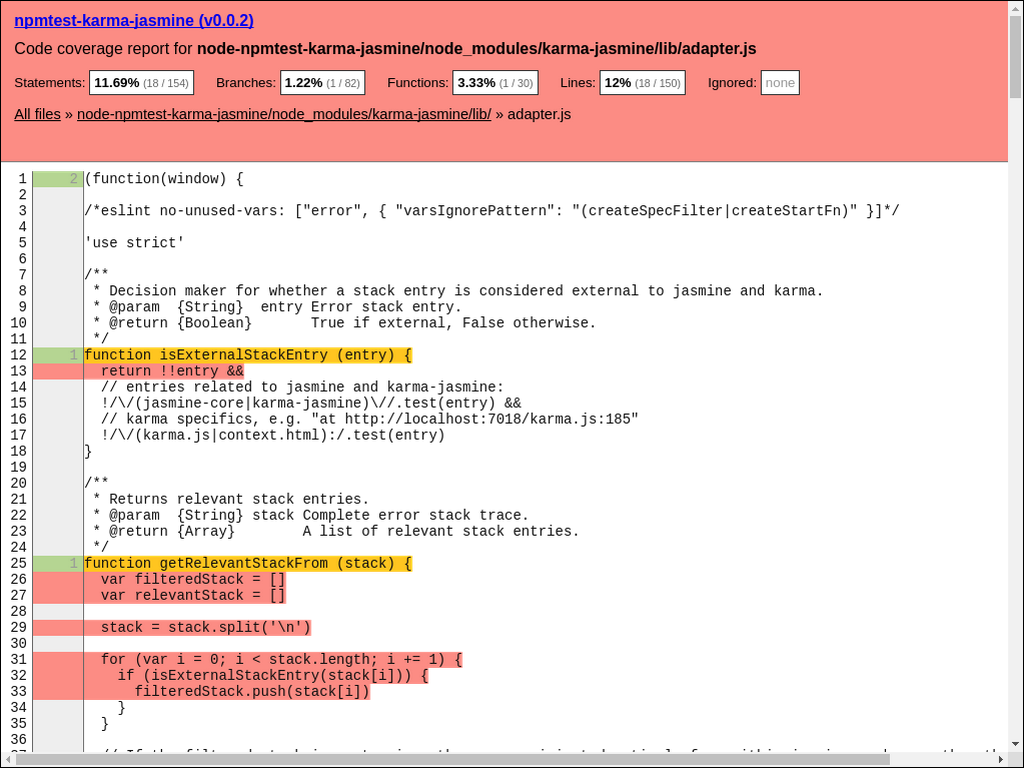 npmtest-karma-jasmine (v0.0.2)
Code coverage report for node-npmtest-karma-jasmine/node_modules/karma-jasmine/lib/adapter.js
Statements: 11.69% (18 / 154) Branches: 1.22% (1 / 82) Functions: 3.33% (1 / 30) Lines: 12% (18 / 150) Ignored: none
All files » node-npmtest-karma-jasmine/node_modules/karma-jasmine/lib/ » adapter.js
1 2 (function(window) {
2
3 /*eslint no-unused-vars: ["error", { "varsIgnorePattern": "(createSpecFilter|createStartFn)" }]*/
4
5 'use strict'
6
7 /**
8  * Decision maker for whether a stack entry is considered external to jasmine and karma.
9  * @param  {String}  entry Error stack entry.
10  * @return {Boolean}       True if external, False otherwise.
11  */
12 1 function isExternalStackEntry (entry) {
13   return !!entry &&
14   // entries related to jasmine and karma-jasmine:
15   !/\/(jasmine-core|karma-jasmine)\//.test(entry) &&
16   // karma specifics, e.g. "at http://localhost:7018/karma.js:185"
17   !/\/(karma.js|context.html):/.test(entry)
18 }
19
20 /**
21  * Returns relevant stack entries.
22  * @param  {String} stack Complete error stack trace.
23  * @return {Array}        A list of relevant stack entries.
24  */
25 1 function getRelevantStackFrom (stack) {
26   var filteredStack = []
27   var relevantStack = []
28
29   stack = stack.split('\n')
30
31   for (var i = 0; i < stack.length; i += 1) {
32     if (isExternalStackEntry(stack[i])) {
33       filteredStack.push(stack[i])
34     }
35   }
36